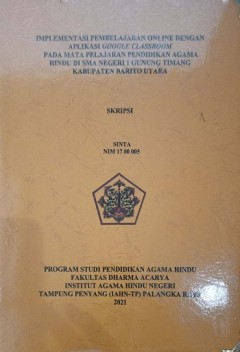 IMPLEMENTASI PEMBELAJARAN ONLINE DENGAN
APLIKASI GOOGLE CLASSROOM
PADA MATA PELAJARAN PENDIDIKAN AGAMA
HINDU DI SMA NEGERI 1 GUNUNG TIMANG
KABUPATEN BARITO UTARA
SKRIPSI
SINTA
NIM 17 00 005
PROGRAM STUDI PENDIDIKAN AGAMA HINDU
FAKULTAS DHARMA ACARYA
INSTITUT AGAMA HINDU NEGERI
TAMPUNG PENYANG (IAHN-TP) PALANGKA RAYA
2021